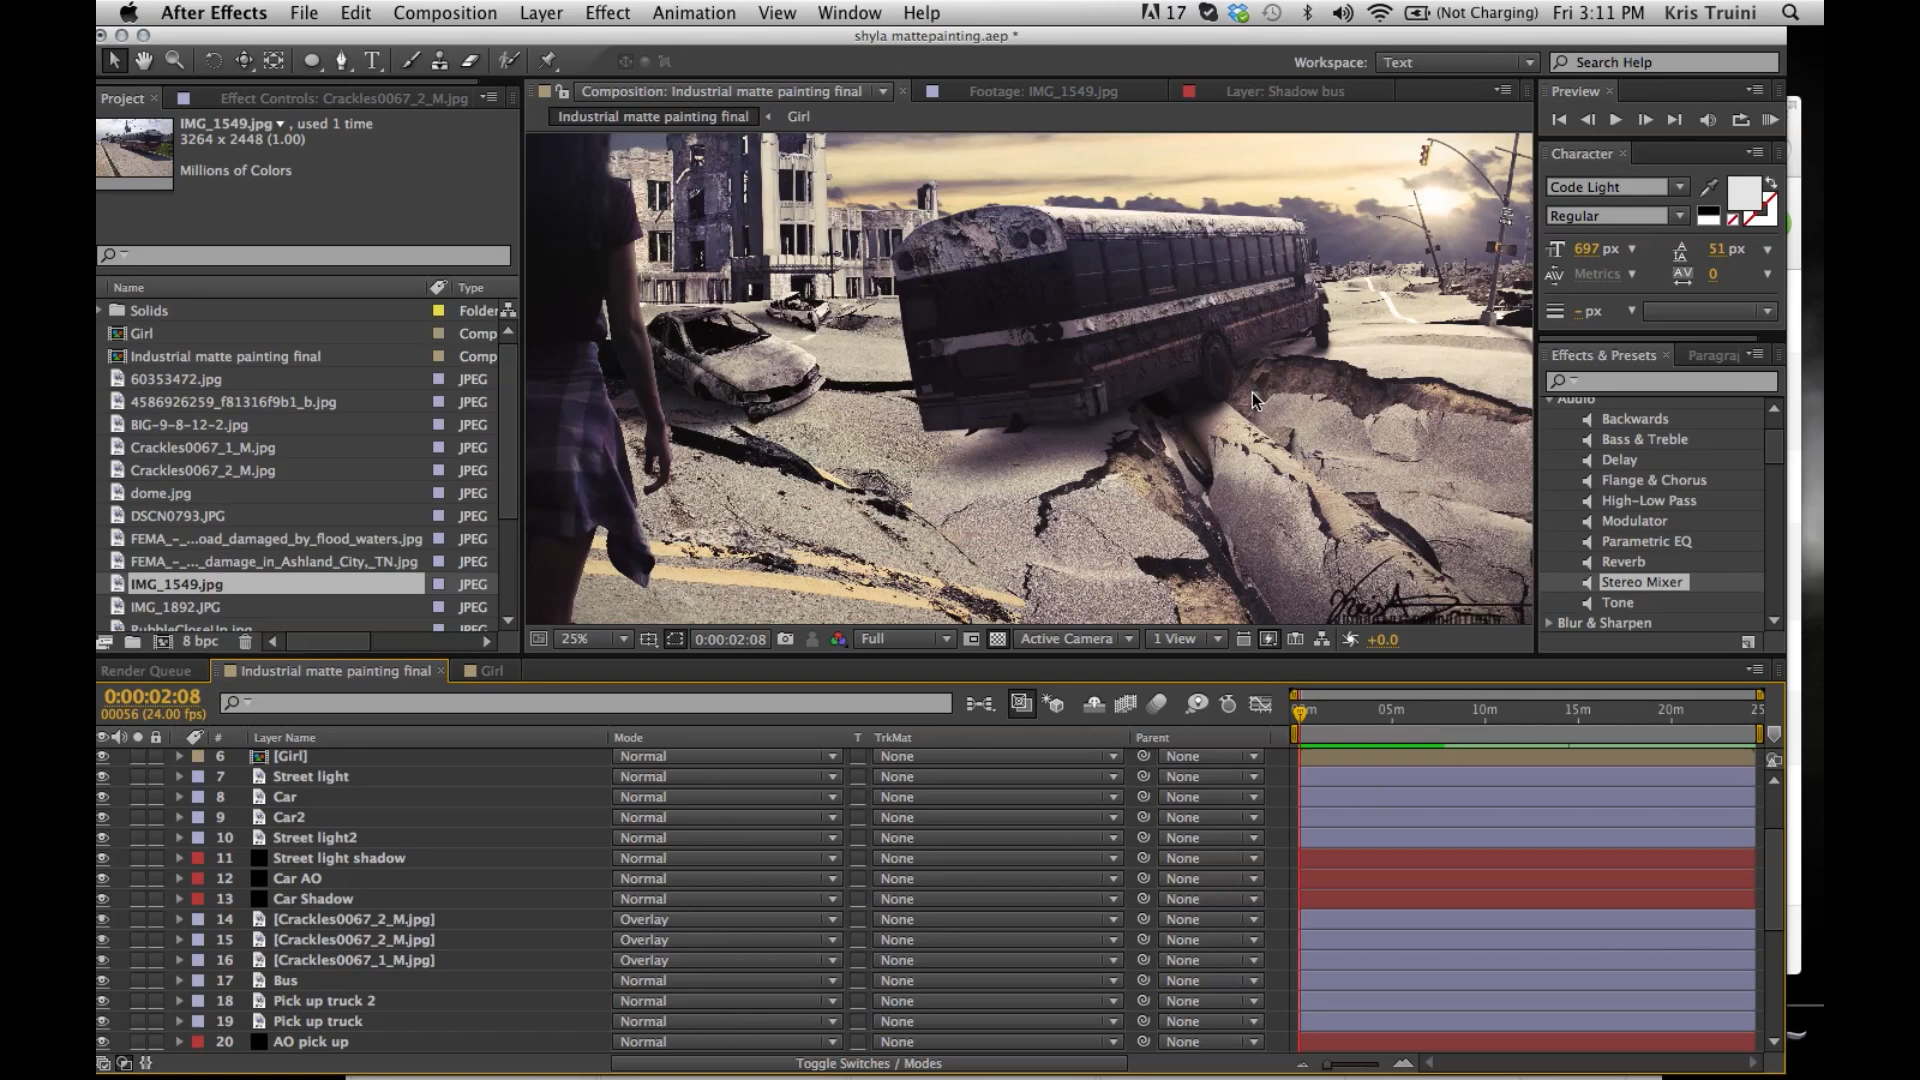 After Effects File Edit Composition Layer Effect Animation View Window Help 17 (Not Charging) Fri 3:11 PM Kris Truini
shyla mattepainting.aep *
Workspace: Text Search Help
Project Effect Controls: Crackles0067_2_M.jpg Composition: Industrial matte painting final Footage: IMG_1549.jpg Layer: Shadow bus Preview
Industrial matte painting final Girl
IMG_1549.jpg , used 1 time
3264 x 2448 (1.00)
Millions of Colors
Character
Code Light
Regular
697 px 51 px
Metrics 0
- px
Effects & Presets Paragra
Audio
Backwards
Bass & Treble
Delay
Flange & Chorus
High-Low Pass
Modulator
Parametric EQ
Reverb
Stereo Mixer
Tone
Blur & Sharpen
Name Type
Solids Folder
Girl Comp
Industrial matte painting final Comp
60353472.jpg JPEG
4586926259_f81316f9b1_b.jpg JPEG
BIG-9-8-12-2.jpg JPEG
Crackles0067_1_M.jpg JPEG
Crackles0067_2_M.jpg JPEG
dome.jpg JPEG
DSCN0793.JPG JPEG
FEMA_-_...oad_damaged_by_flood_waters.jpg JPEG
FEMA_-_..._damage_in_Ashland_City,_TN.jpg JPEG
IMG_1549.jpg JPEG
IMG_1892.JPG JPEG
RubbleCloseUp.jpg JPEG
8 bpc
25% 0:00:02:08 Full Active Camera 1 View +0.0
Render Queue Industrial matte painting final Girl
0:00:02:08
00056 (24.00 fps)
05m 10m 15m 20m 25
# Layer Name Mode T TrkMat Parent
6 [Girl] Normal None None
7 Street light Normal None None
8 Car Normal None None
9 Car2 Normal None None
10 Street light2 Normal None None
11 Street light shadow Normal None None
12 Car AO Normal None None
13 Car Shadow Normal None None
14 [Crackles0067_2_M.jpg] Overlay None None
15 [Crackles0067_2_M.jpg] Overlay None None
16 [Crackles0067_1_M.jpg] Overlay None None
17 Bus Normal None None
18 Pick up truck 2 Normal None None
19 Pick up truck Normal None None
20 AO pick up Normal None None
Toggle Switches / Modes